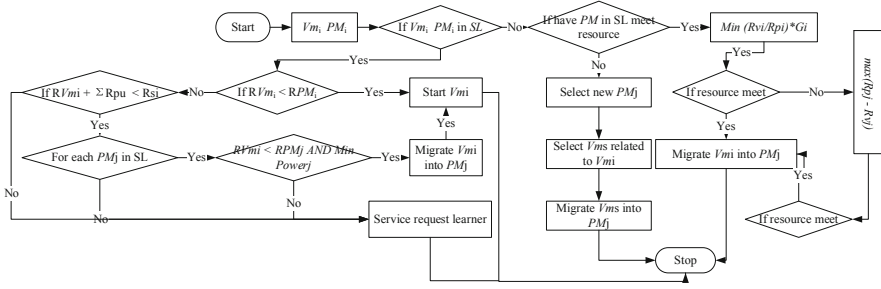 Start
Vmi PMi
If Vmi PMi in SL
No
If have PM in SL meet
resource
Yes
Min (Rvi/Rpi)*Gi
Yes
No
Yes
If RVmi + ΣRpu < Rsi
No
If RVmi < RPMi
Yes
Start Vmi
Select new PMj
If resource meet
No
max(Rpj - Rvj)
Yes
Yes
Yes
For each PMj in SL
Yes
RVmi < RPMj AND Min
Powerj
Yes
Migrate Vmi
into PMj
Select Vms related
to Vmi
Migrate Vmi into PMj
Yes
No
No
No
Service request learner
Migrate Vms into
PMj
If resource meet
Stop